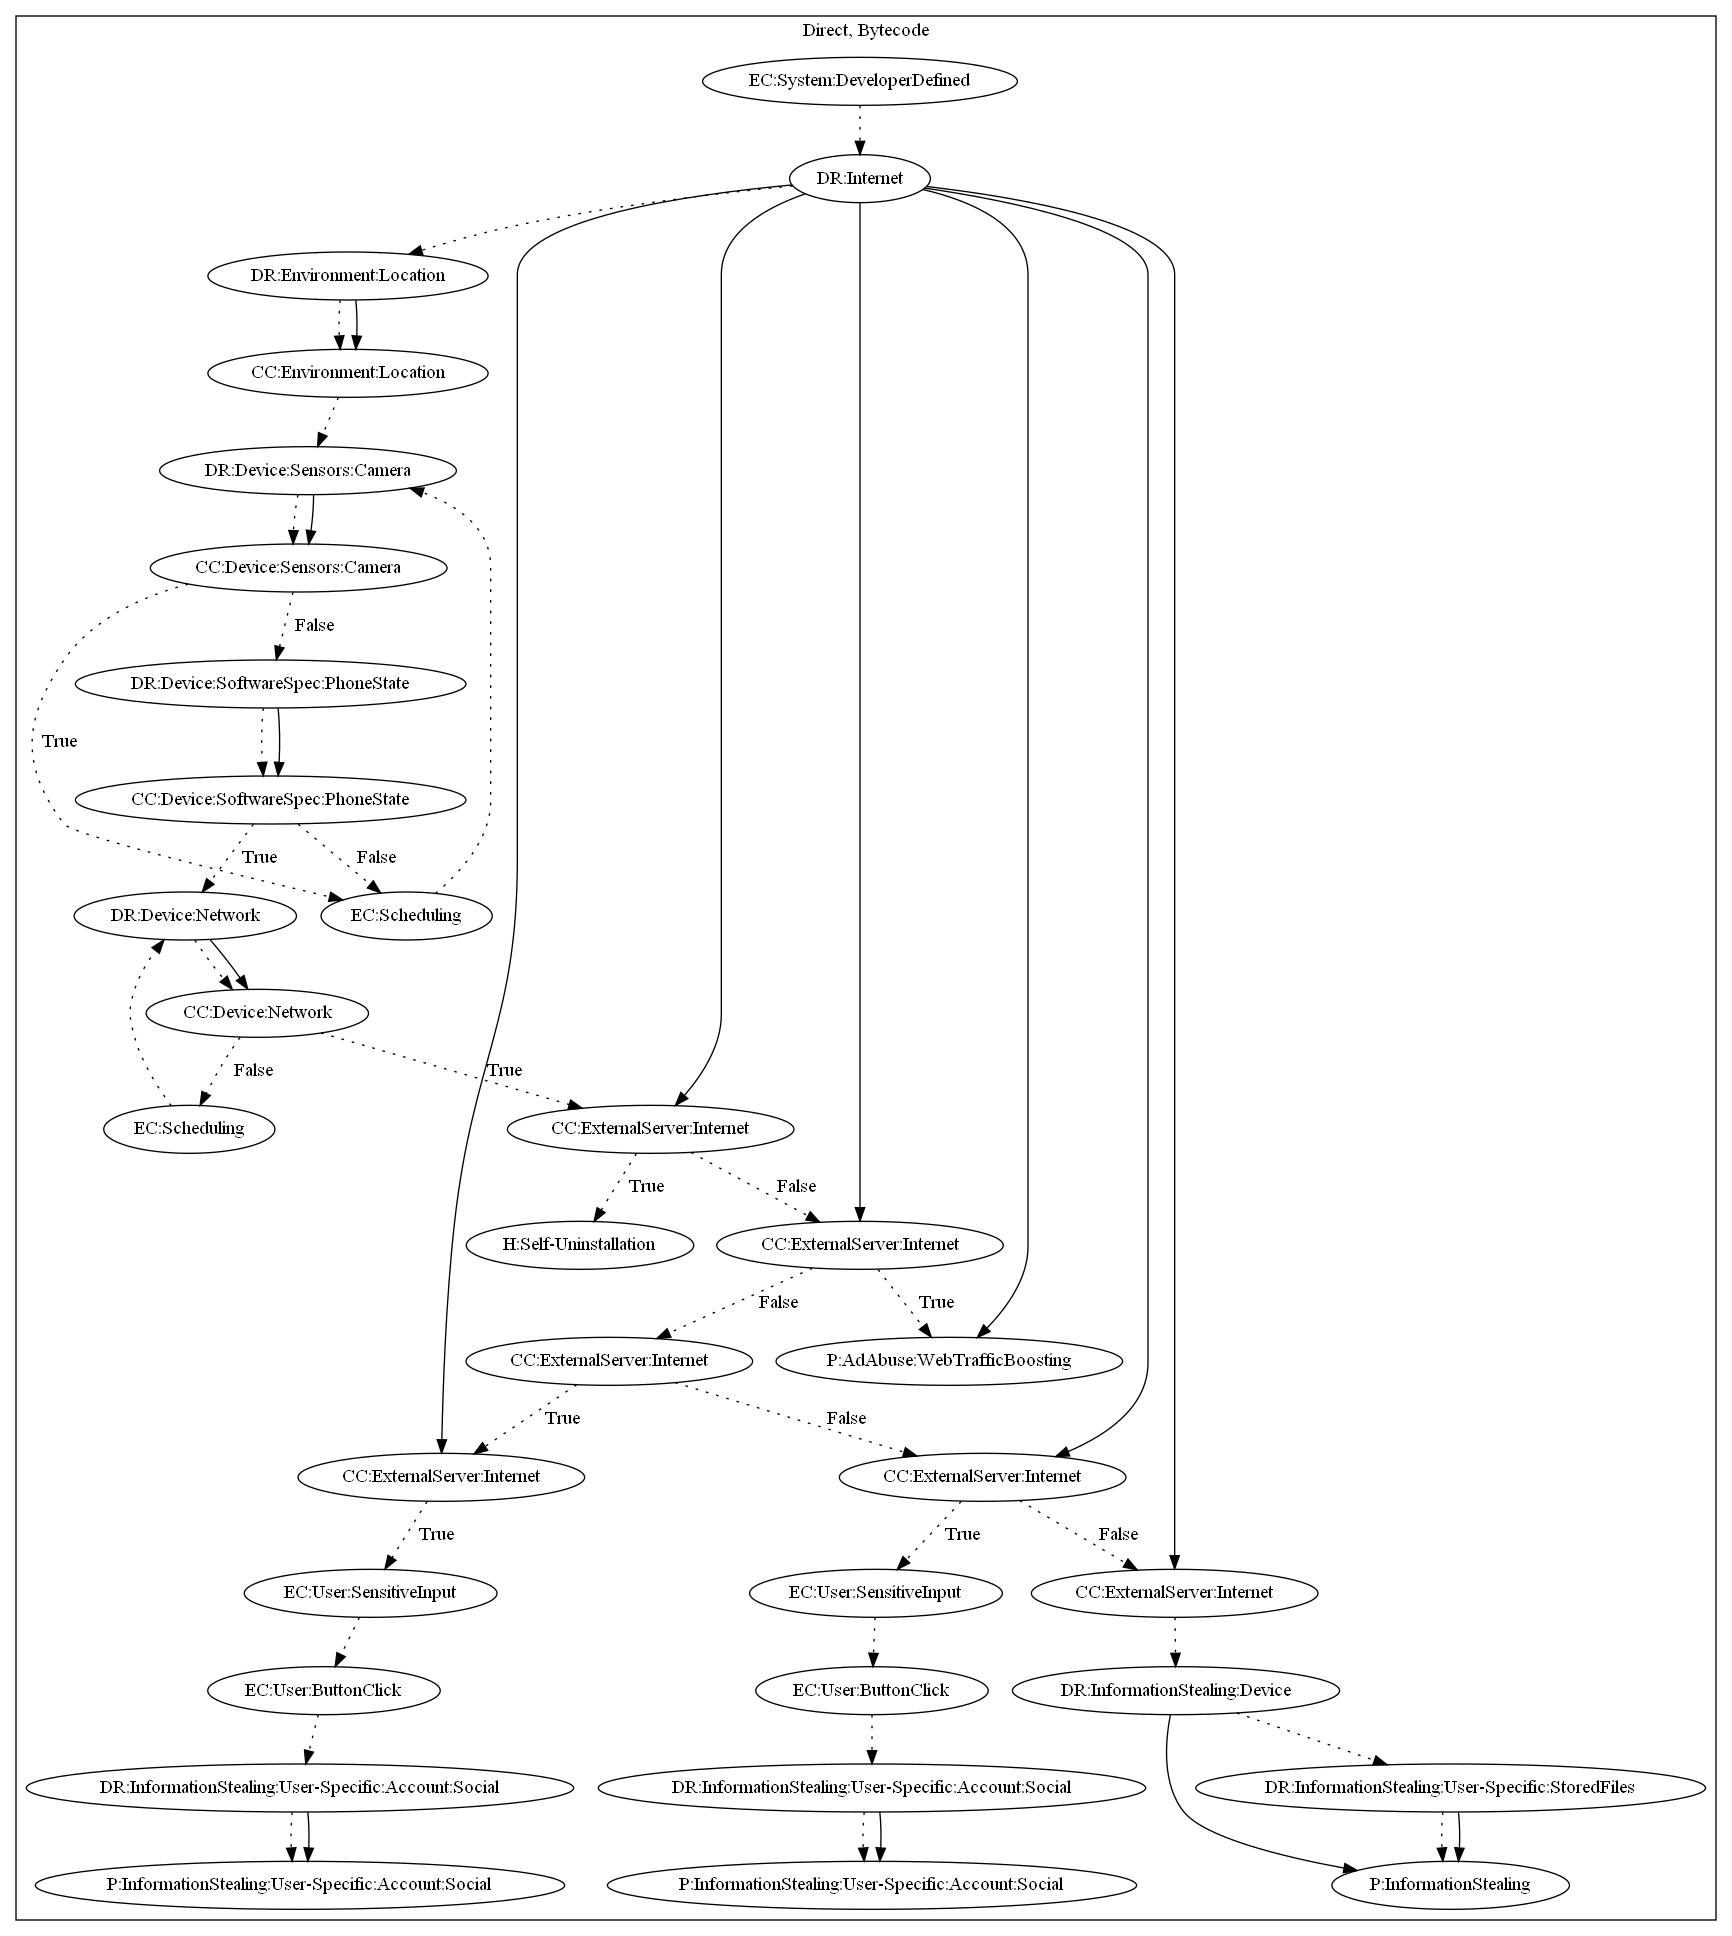 Direct, Bytecode
EC:System:DeveloperDefined
DR:Internet
DR:Environment:Location
CC:Environment:Location
DR:Device:Sensors:Camera
CC:Device:Sensors:Camera
False
DR:Device:SoftwareSpec:PhoneState
True
CC:Device:SoftwareSpec:PhoneState
True
False
DR:Device:Network
EC:Scheduling
CC:Device:Network
False
True
EC:Scheduling
CC:ExternalServer:Internet
True
False
H:Self-Uninstallation
CC:ExternalServer:Internet
False
True
CC:ExternalServer:Internet
P:AdAbuse:WebTrafficBoosting
True
False
CC:ExternalServer:Internet
CC:ExternalServer:Internet
True
True
False
EC:User:SensitiveInput
EC:User:SensitiveInput
CC:ExternalServer:Internet
EC:User:ButtonClick
EC:User:ButtonClick
DR:InformationStealing:Device
DR:InformationStealing:User-Specific:Account:Social
DR:InformationStealing:User-Specific:Account:Social
DR:InformationStealing:User-Specific:StoredFiles
P:InformationStealing:User-Specific:Account:Social
P:InformationStealing:User-Specific:Account:Social
P:InformationStealing